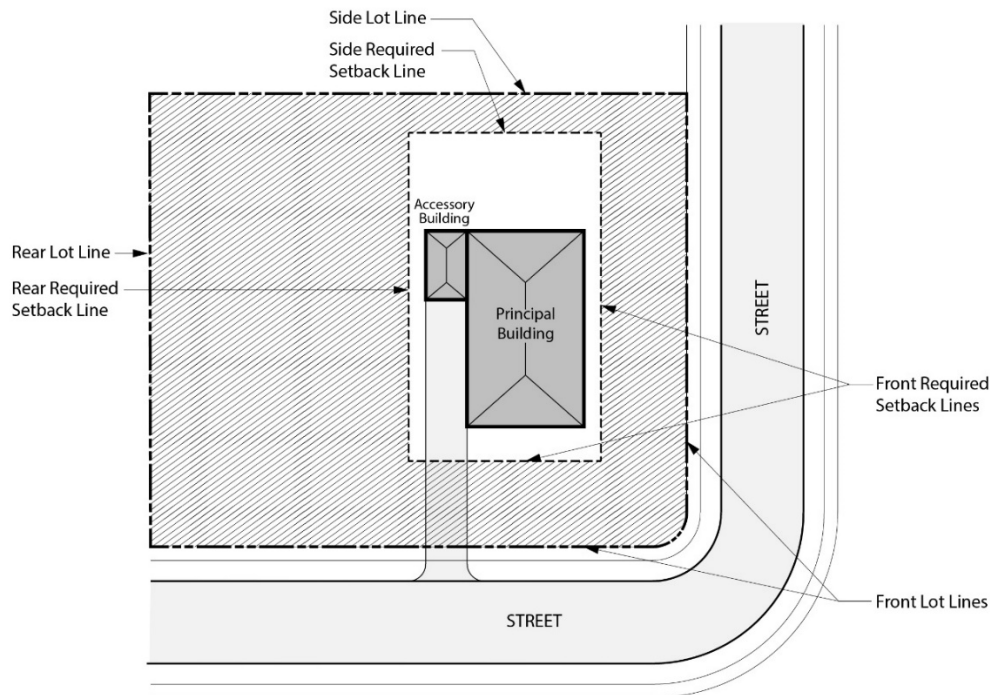 Side Lot Line
Side Required
Setback Line
Accessory
Building
Rear Lot Line
Rear Required
Setback Line
Principal
Building
STREET
Front Required
Setback Lines
Front Lot Lines
STREET